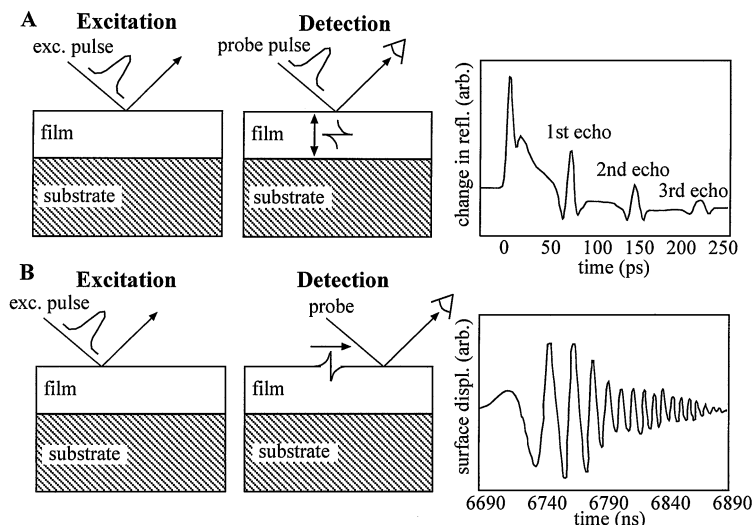 A
Excitation
exc. pulse
film
substrate
Detection
probe pulse
film
substrate
change in refl. (arb.)
1st echo
2nd echo
3rd echo
0 50 100 150 200 250
time (ps)
B
Excitation
exc. pulse
film
substrate
Detection
probe
film
substrate
surface displ. (arb.)
6690 6740 6790 6840 6890
time (ns)